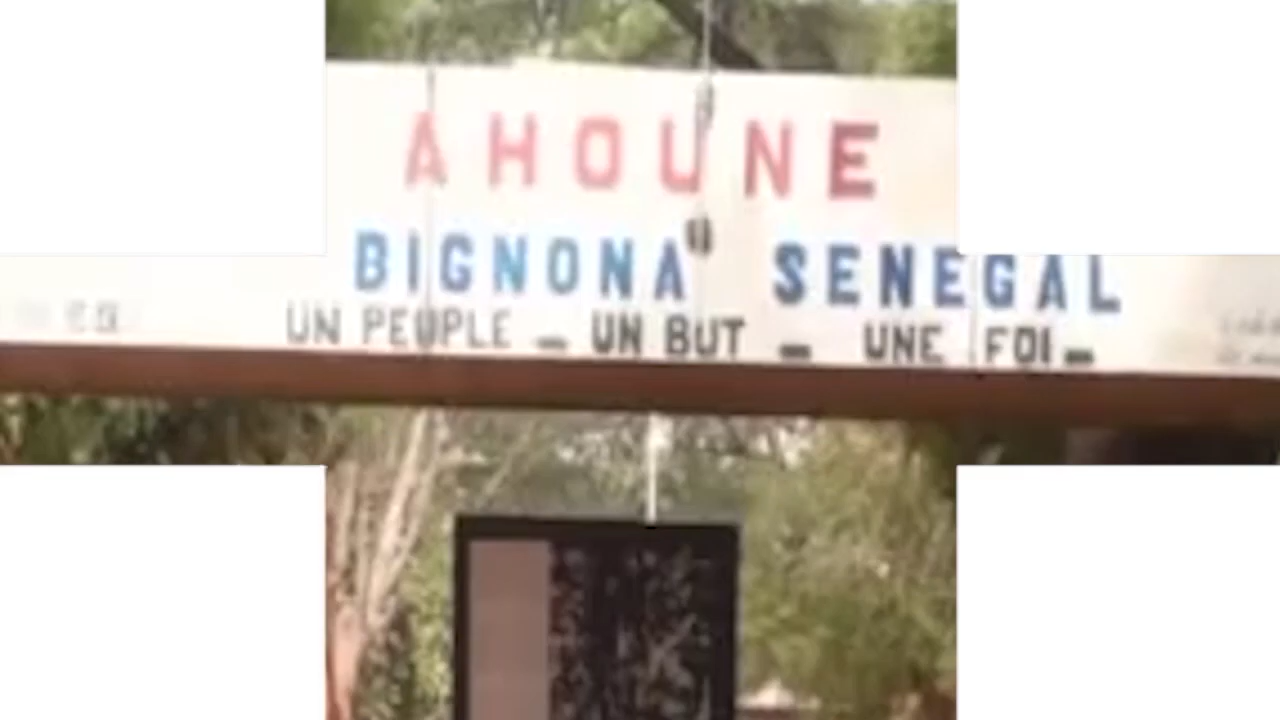 AHOUNE
BIGNONA SENEGAL
UN PEUPLE _ UN BUT _ UNE FOI _